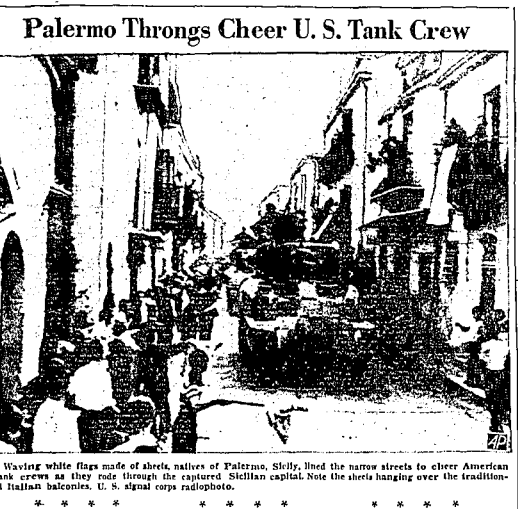 Palermo Throngs Cheer U. S. Tank Crew
AP
Waving white flags made of sheets, natives of Palermo, Sicily, lined the narrow streets to cheer American
ank crews as they rode through the captured Sicilian capital. Note the sheets hanging over the tradition-
l Italian balconies. U. S. signal corps radiophoto.
* * * * * * * * * * * *